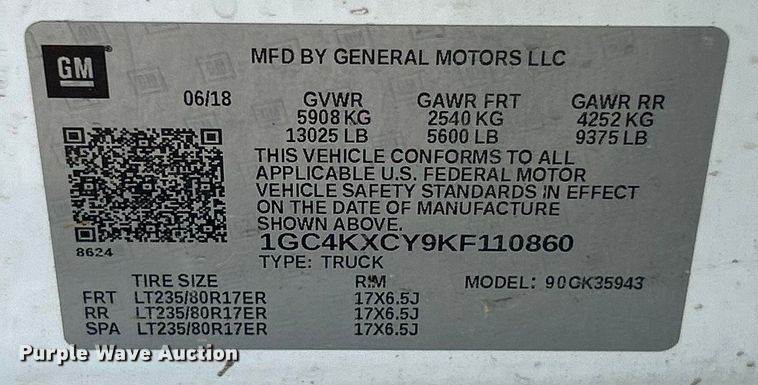 GM
MFD BY GENERAL MOTORS LLC
06/18 GVWR GAWR FRT GAWR RR
5908 KG 2540 KG 4252 KG
13025 LB 5600 LB 9375 LB
THIS VEHICLE CONFORMS TO ALL
APPLICABLE U.S. FEDERAL MOTOR
VEHICLE SAFETY STANDARDS IN EFFECT
ON THE DATE OF MANUFACTURE
SHOWN ABOVE.
8624
1GC4KXCY9KF110860
TYPE: TRUCK
TIRE SIZE RIM MODEL: 90CK35943
FRT LT235/80R17ER 17X6.5J
RR LT235/80R17ER 17X6.5J
SPA LT235/80R17ER 17X6.5J
Purple Wave Auction